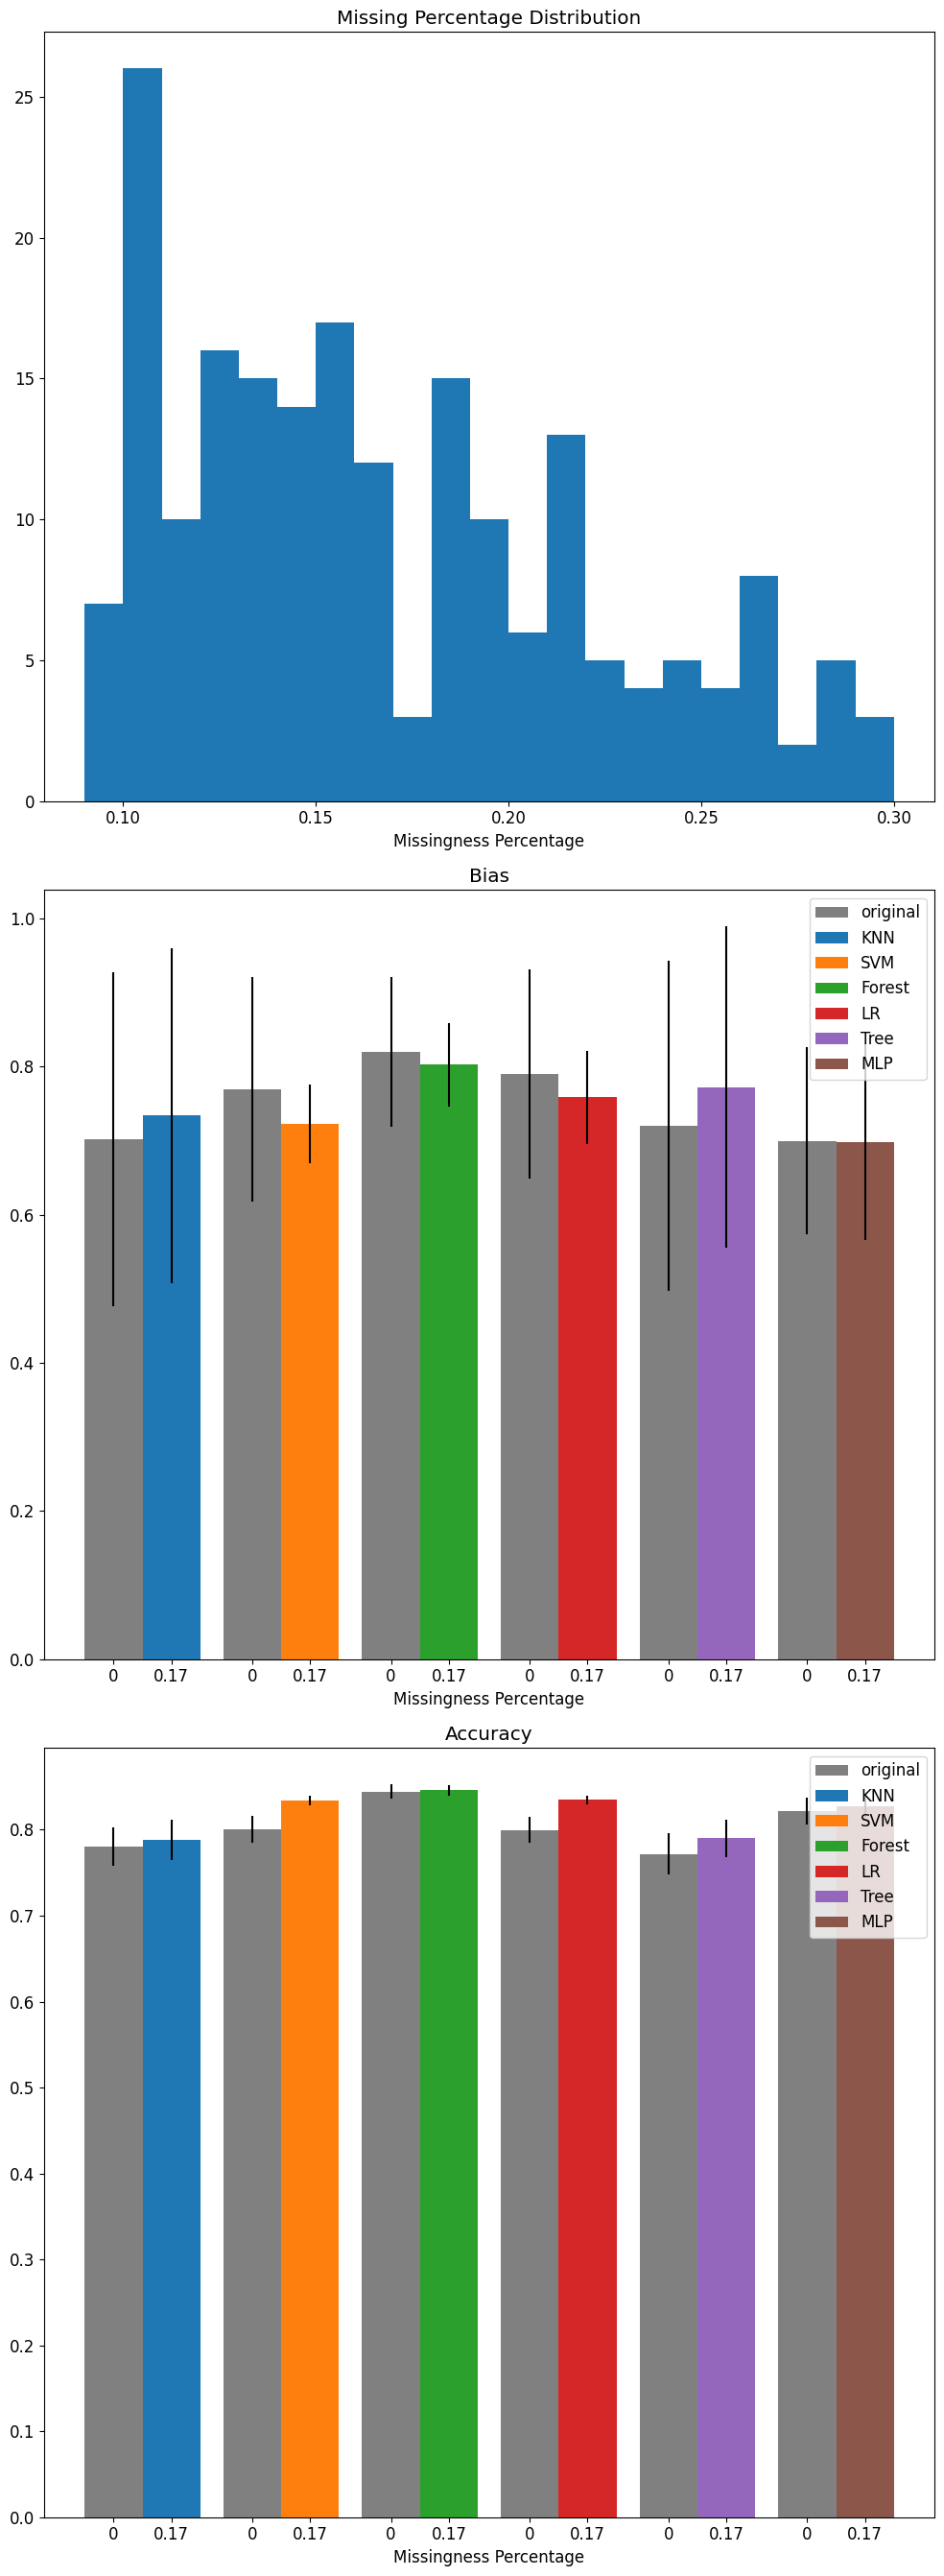 Missing Percentage Distribution
25
20
15
10
5
0
0.10 0.15 0.20 0.25 0.30
Missingness Percentage
Bias
1.0
0.8
0.6
0.4
0.2
0.0
original
KNN
SVM
Forest
LR
Tree
MLP
0 0.17 0 0.17 0 0.17 0 0.17 0 0.17 0 0.17
Missingness Percentage
Accuracy
0.8
0.7
0.6
0.5
0.4
0.3
0.2
0.1
0.0
original
KNN
SVM
Forest
LR
Tree
MLP
0 0.17 0 0.17 0 0.17 0 0.17 0 0.17 0 0.17
Missingness Percentage